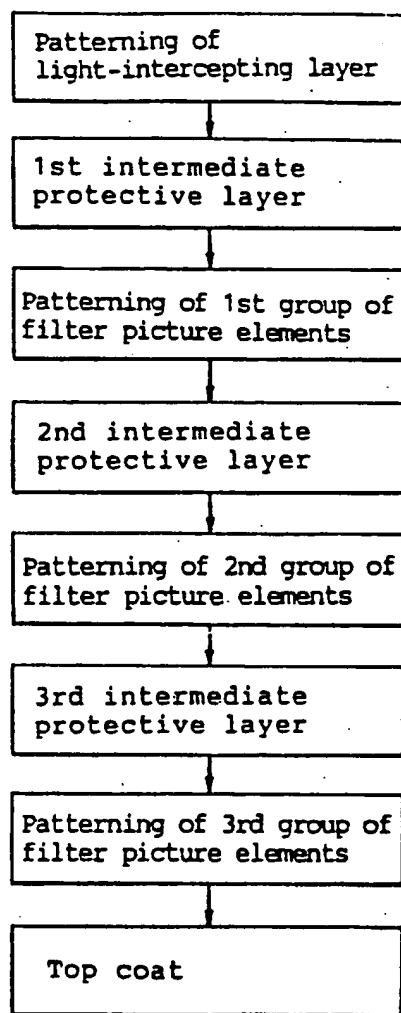 Patterning of
light-intercepting layer
1st intermediate
protective layer
Patterning of 1st group of
filter picture elements
2nd intermediate
protective layer
Patterning of 2nd group of
filter picture elements
3rd intermediate
protective layer
Patterning of 3rd group of
filter picture elements
Top coat